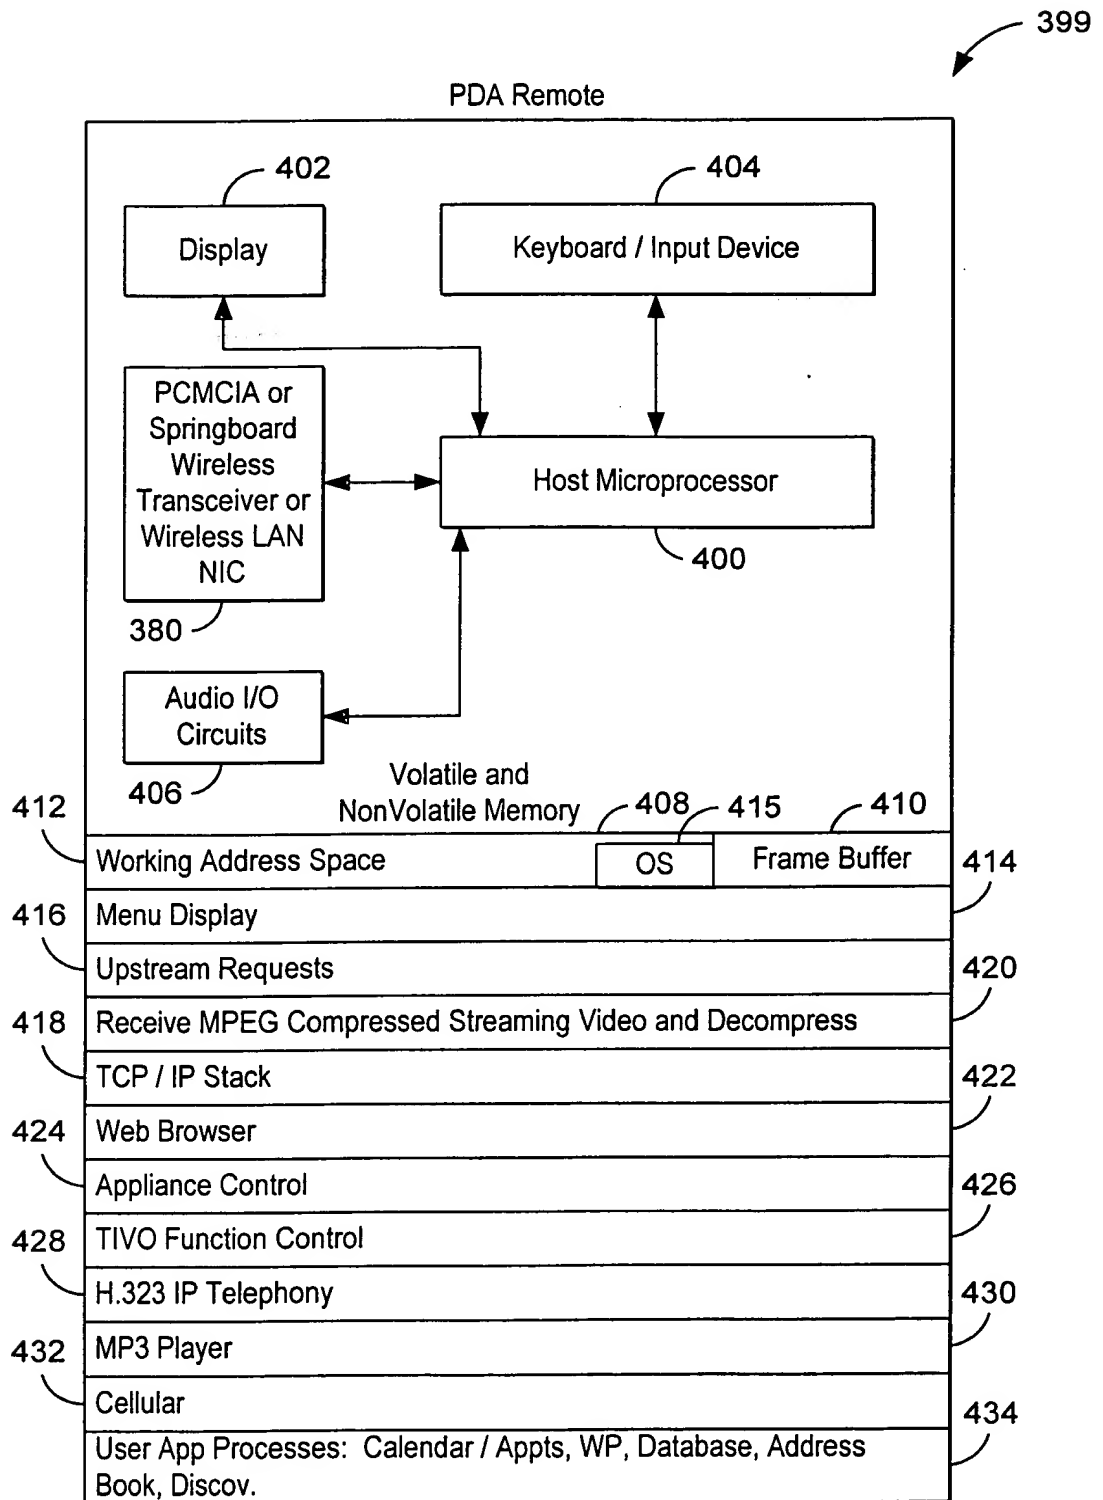 399
PDA Remote
402
404
Display
Keyboard / Input Device
PCMCIA or
Springboard
Wireless
Transceiver or
Wireless LAN
NIC
Host Microprocessor
400
380
Audio I/O
Circuits
406
Volatile and
NonVolatile Memory
408
415
410
412
Working Address Space
OS
Frame Buffer
414
416
Menu Display
Upstream Requests
420
418
Receive MPEG Compressed Streaming Video and Decompress
TCP / IP Stack
422
424
Web Browser
Appliance Control
426
428
TIVO Function Control
H.323 IP Telephony
430
432
MP3 Player
Cellular
434
User App Processes: Calendar / Appts, WP, Database, Address
Book, Discov.